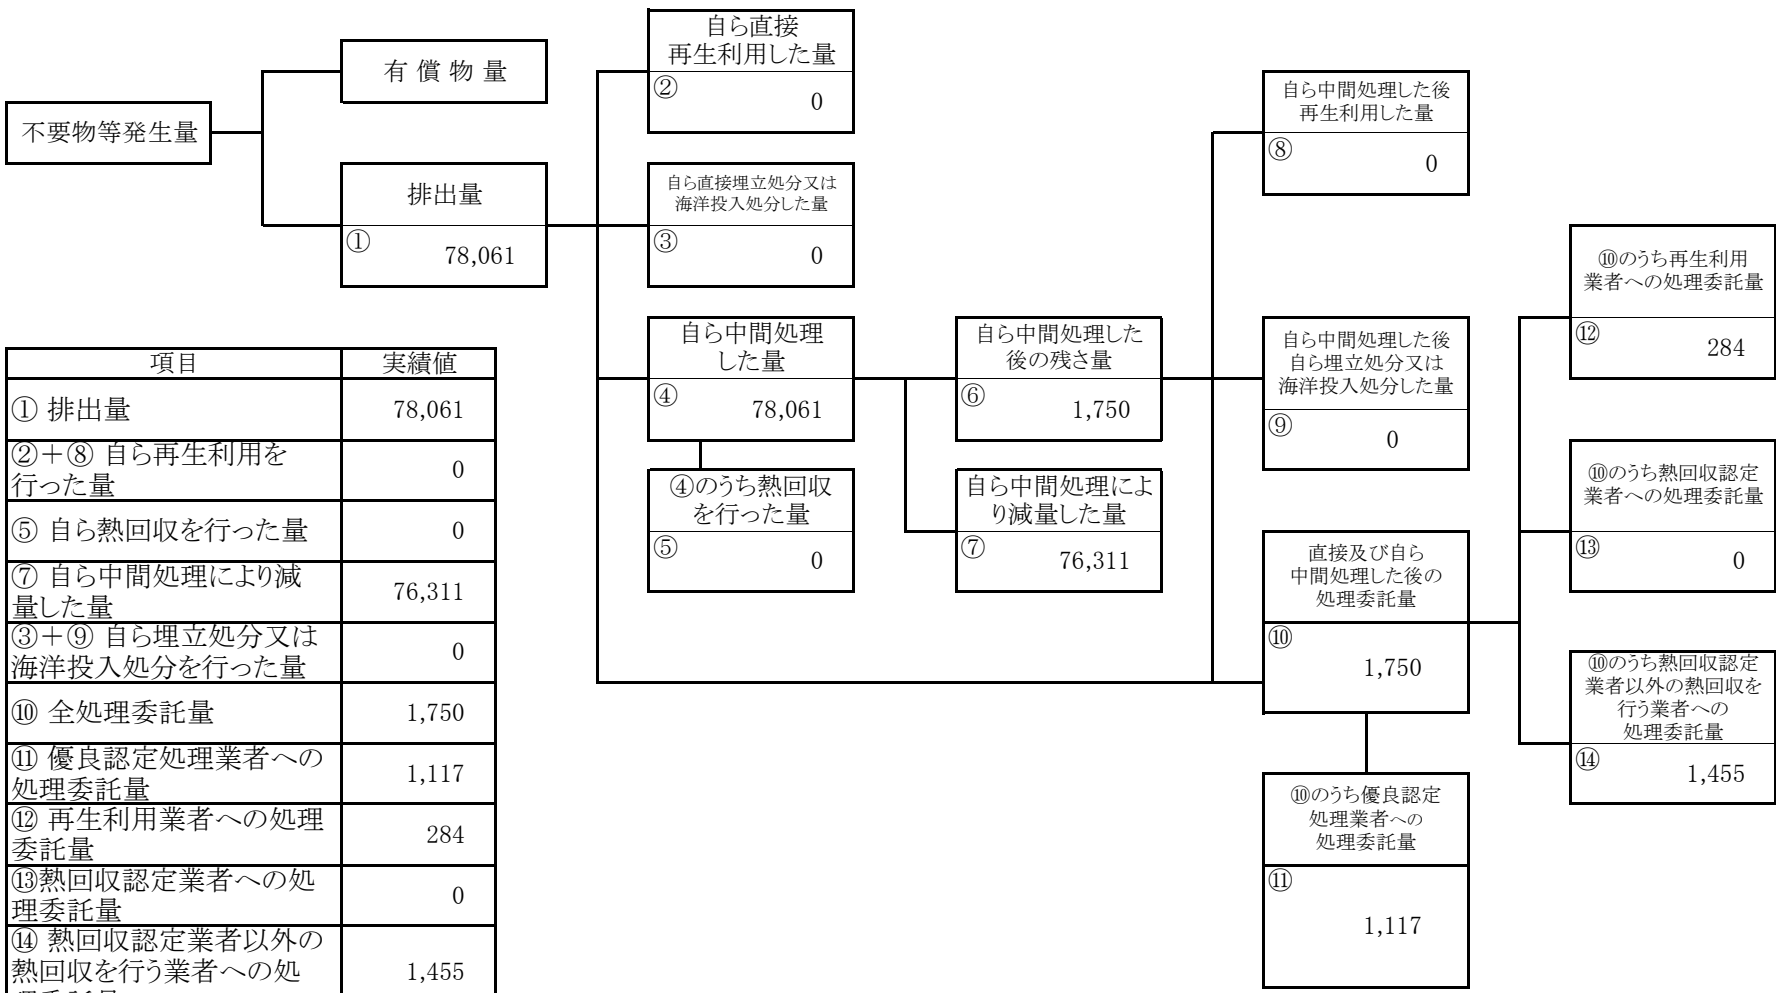 不要物等発生量
有 償 物 量
排出量
①
78,061
自ら直接
再生利用した量
②
0
自ら直接埋立処分又は
海洋投入処分した量
③
0
自ら中間処理
した量
④
78,061
④のうち熱回収
を行った量
⑤
0
自ら中間処理した
後の残さ量
⑥
1,750
自ら中間処理によ
り減量した量
⑦
76,311
自ら中間処理した後
再生利用した量
⑧
0
自ら中間処理した後
自ら埋立処分又は
海洋投入処分した量
⑨
0
直接及び自ら
中間処理した後の
処理委託量
⑩
1,750
⑩のうち優良認定
処理業者への
処理委託量
⑪
1,117
⑩のうち再生利用
業者への処理委託量
⑫
284
⑩のうち熱回収認定
業者への処理委託量
⑬
0
⑩のうち熱回収認定
業者以外の熱回収を
行う業者への
処理委託量
⑭
1,455
項目 実績値
① 排出量 78,061
②＋⑧ 自ら再生利用を
行った量 0
⑤ 自ら熱回収を行った量 0
⑦ 自ら中間処理により減
量した量 76,311
③＋⑨ 自ら埋立処分又は
海洋投入処分を行った量 0
⑩ 全処理委託量 1,750
⑪ 優良認定処理業者への
処理委託量 1,117
⑫ 再生利用業者への処理
委託量 284
⑬熱回収認定業者への処
理委託量 0
⑭ 熱回収認定業者以外の
熱回収を行う業者への処 1,455